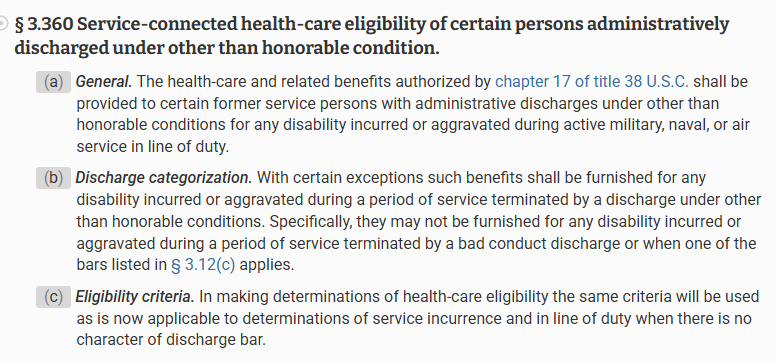 § 3.360 Service-connected health-care eligibility of certain persons administratively
discharged under other than honorable condition.
(a) General. The health-care and related benefits authorized by chapter 17 of title 38 U.S.C. shall be
provided to certain former service persons with administrative discharges under other than
honorable conditions for any disability incurred or aggravated during active military, naval, or air
service in line of duty.
(b) Discharge categorization. With certain exceptions such benefits shall be furnished for any
disability incurred or aggravated during a period of service terminated by a discharge under other
than honorable conditions. Specifically, they may not be furnished for any disability incurred or
aggravated during a period of service terminated by a bad conduct discharge or when one of the
bars listed in § 3.12(c) applies.
(c) Eligibility criteria. In making determinations of health-care eligibility the same criteria will be used
as is now applicable to determinations of service incurrence and in line of duty when there is no
character of discharge bar.